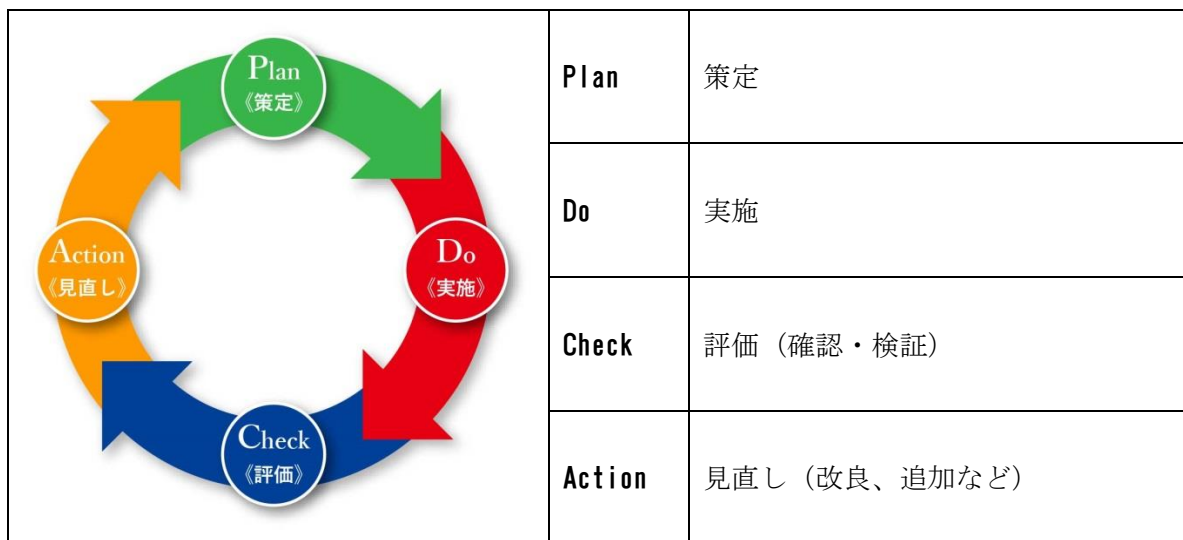 Plan
《策定》
Do
《実施》
Check
《評価》
Action
《見直し》
Plan 策定
Do 実施
Check 評価（確認・検証）
Action 見直し（改良、追加など）